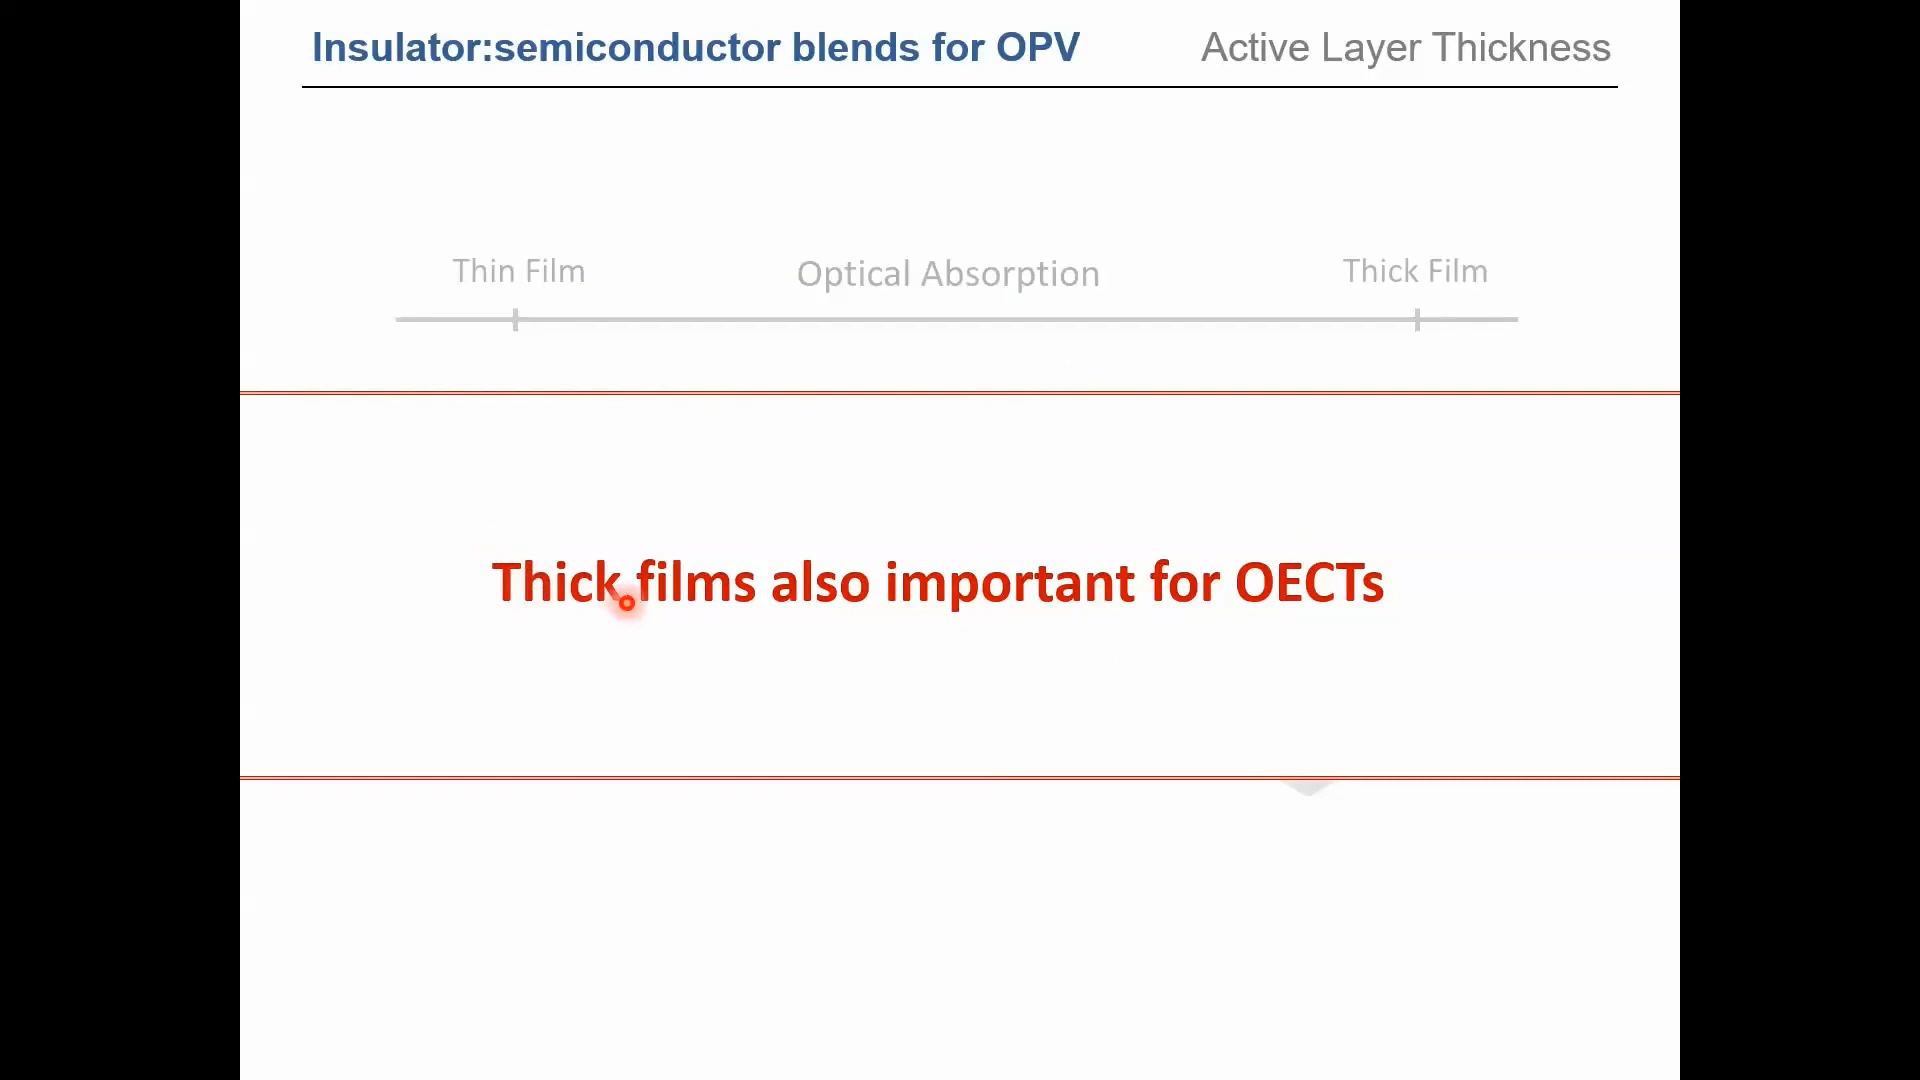 Insulator:semiconductor blends for OPV
Active Layer Thickness
Thin Film
Optical Absorption
Thick Film
Thick films also important for OECTs